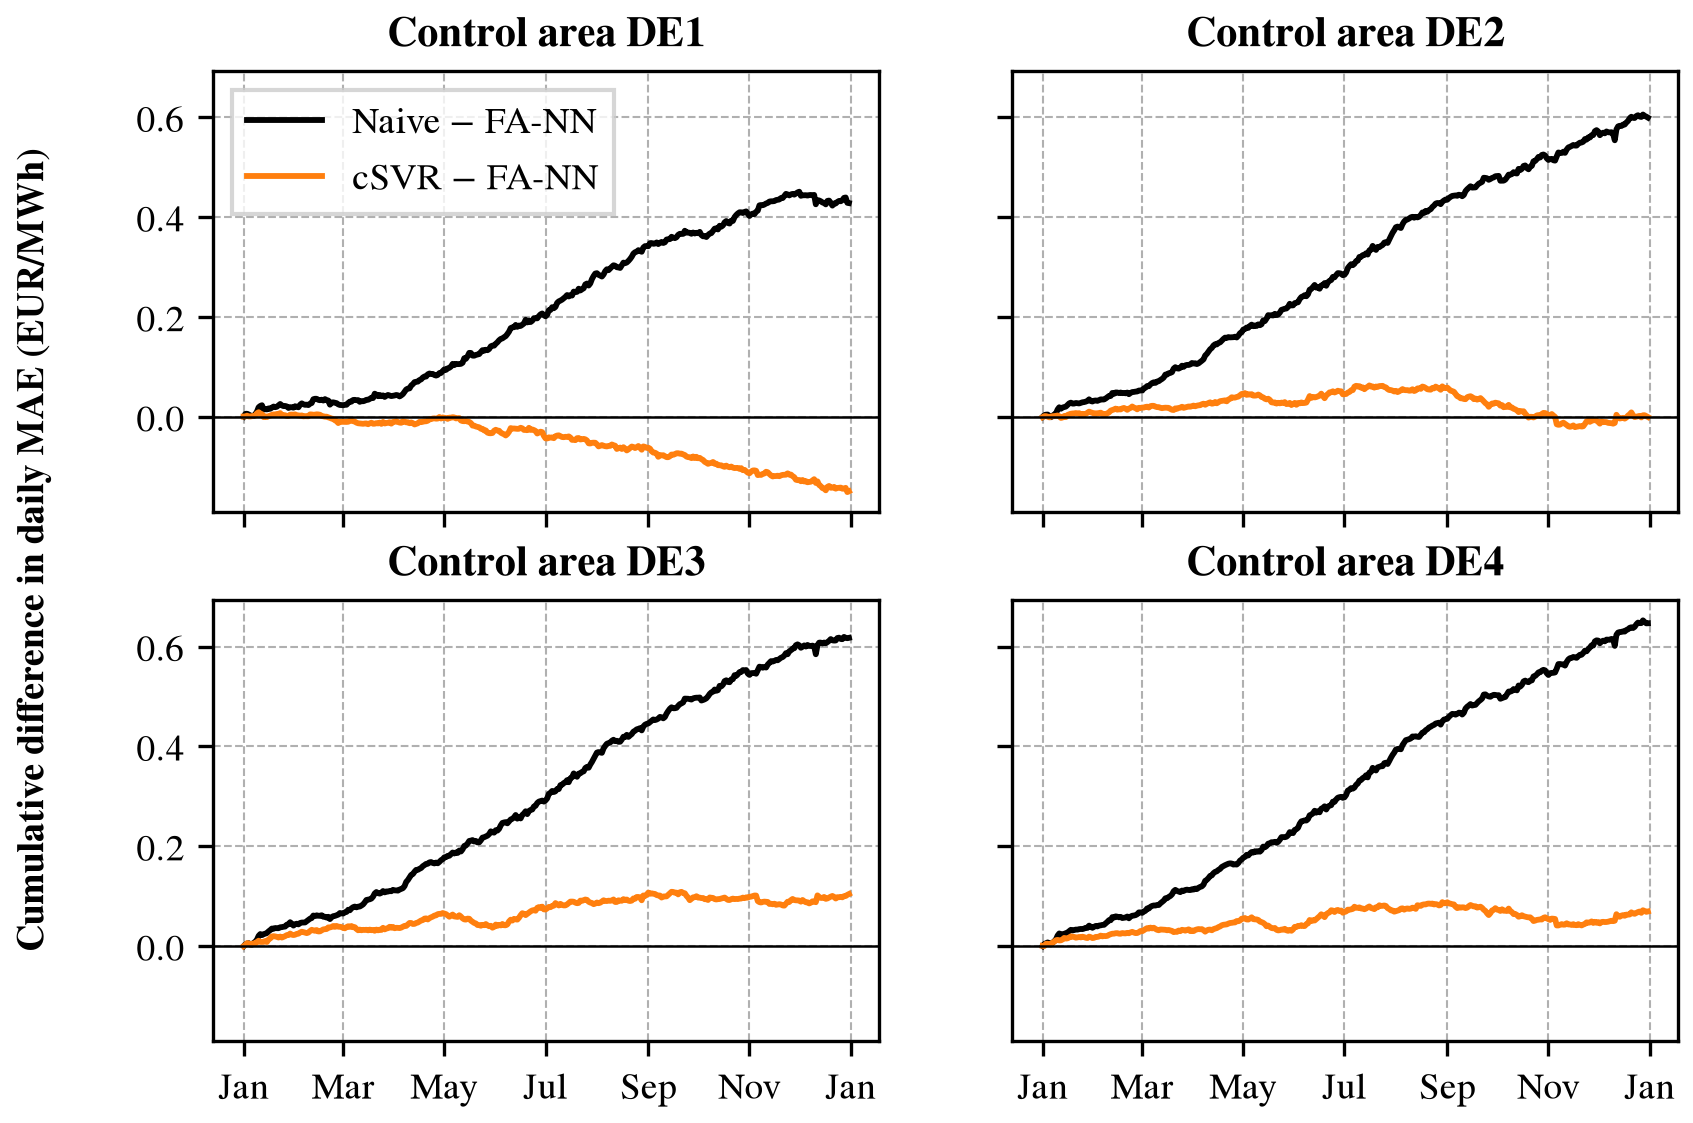 Control area DE1
Control area DE2
Cumulative difference in daily MAE (EUR/MWh)
Naive − FA-NN
cSVR − FA-NN
0.6
0.4
0.2
0.0
Control area DE3
Control area DE4
0.6
0.4
0.2
0.0
Jan Mar May Jul Sep Nov Jan
Jan Mar May Jul Sep Nov Jan